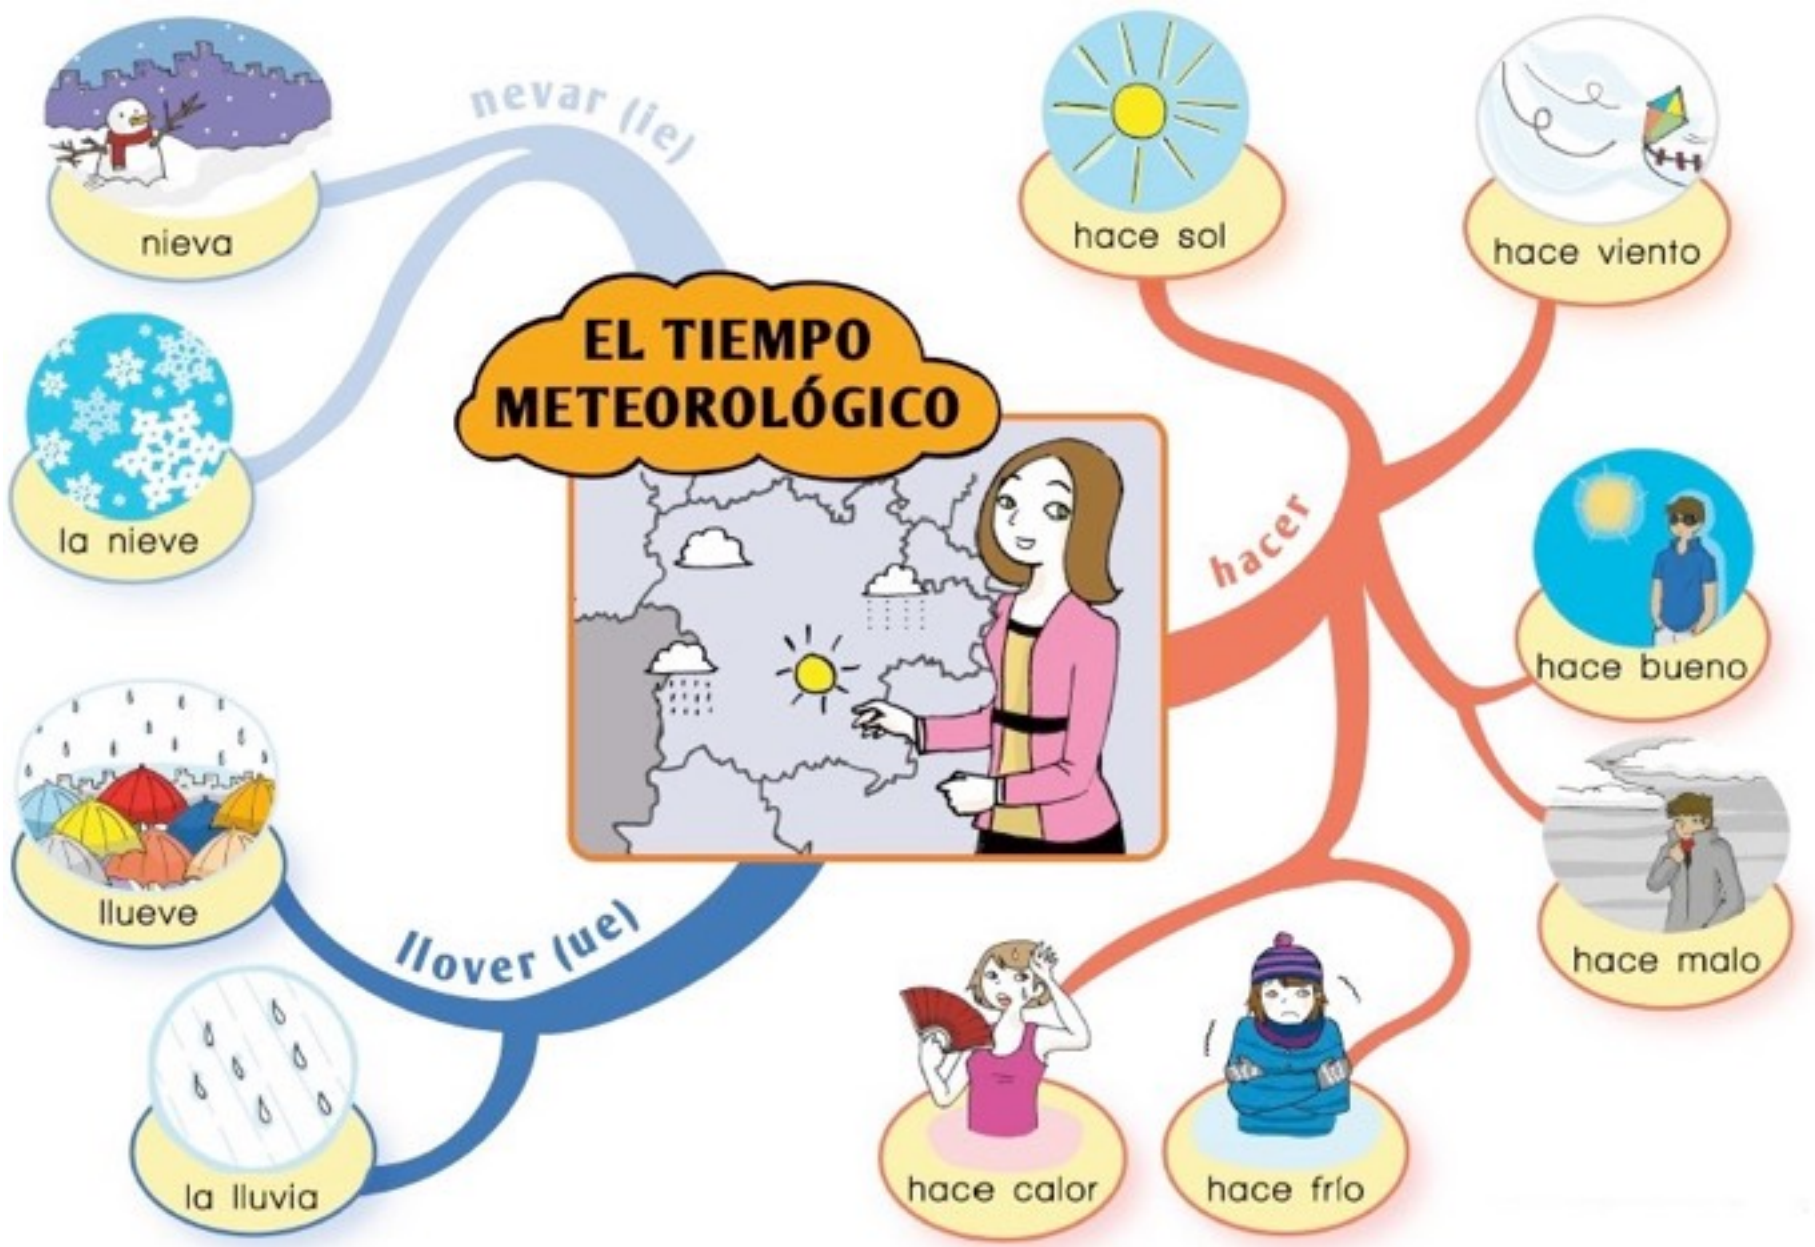 nevar (ie)
nieva
la nieve
EL TIEMPO
METEOROLÓGICO
hace sol
hace viento
hacer
hace bueno
hace malo
llueve
llover (ue)
la lluvia
hace calor
hace frío